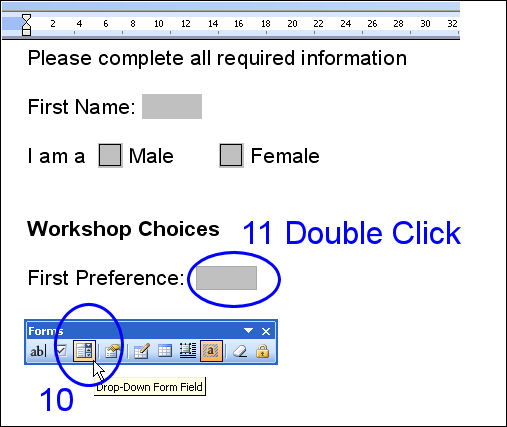 2 4 6 8 10 12 14 16 18 20 22 24 26 28 30 32
Please complete all required information
First Name:
I am a Male Female
Workshop Choices
11 Double Click
First Preference:
Forms
ab|
a
10
Drop-Down Form Field